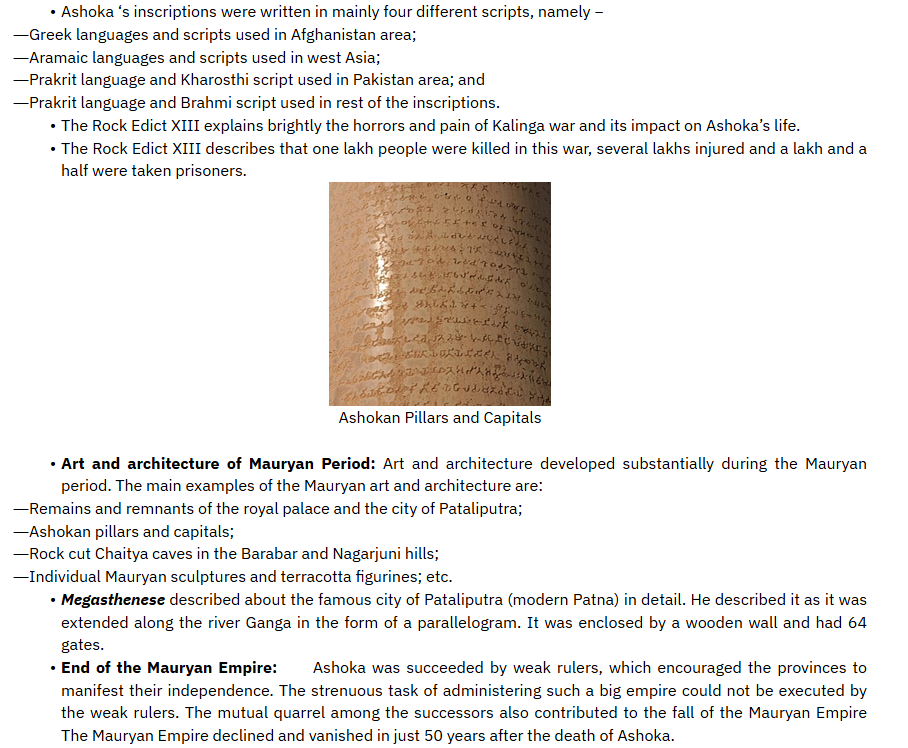 • Ashoka ‘s inscriptions were written in mainly four different scripts, namely –
—Greek languages and scripts used in Afghanistan area;
—Aramaic languages and scripts used in west Asia;
—Prakrit language and Kharosthi script used in Pakistan area; and
—Prakrit language and Brahmi script used in rest of the inscriptions.
• The Rock Edict XIII explains brightly the horrors and pain of Kalinga war and its impact on Ashoka’s life.
• The Rock Edict XIII describes that one lakh people were killed in this war, several lakhs injured and a lakh and a
half were taken prisoners.
Ashokan Pillars and Capitals
• Art and architecture of Mauryan Period: Art and architecture developed substantially during the Mauryan
period. The main examples of the Mauryan art and architecture are:
—Remains and remnants of the royal palace and the city of Pataliputra;
—Ashokan pillars and capitals;
—Rock cut Chaitya caves in the Barabar and Nagarjuni hills;
—Individual Mauryan sculptures and terracotta figurines; etc.
• Megasthenese described about the famous city of Pataliputra (modern Patna) in detail. He described it as it was
extended along the river Ganga in the form of a parallelogram. It was enclosed by a wooden wall and had 64
gates.
• End of the Mauryan Empire: Ashoka was succeeded by weak rulers, which encouraged the provinces to
manifest their independence. The strenuous task of administering such a big empire could not be executed by
the weak rulers. The mutual quarrel among the successors also contributed to the fall of the Mauryan Empire
The Mauryan Empire declined and vanished in just 50 years after the death of Ashoka.